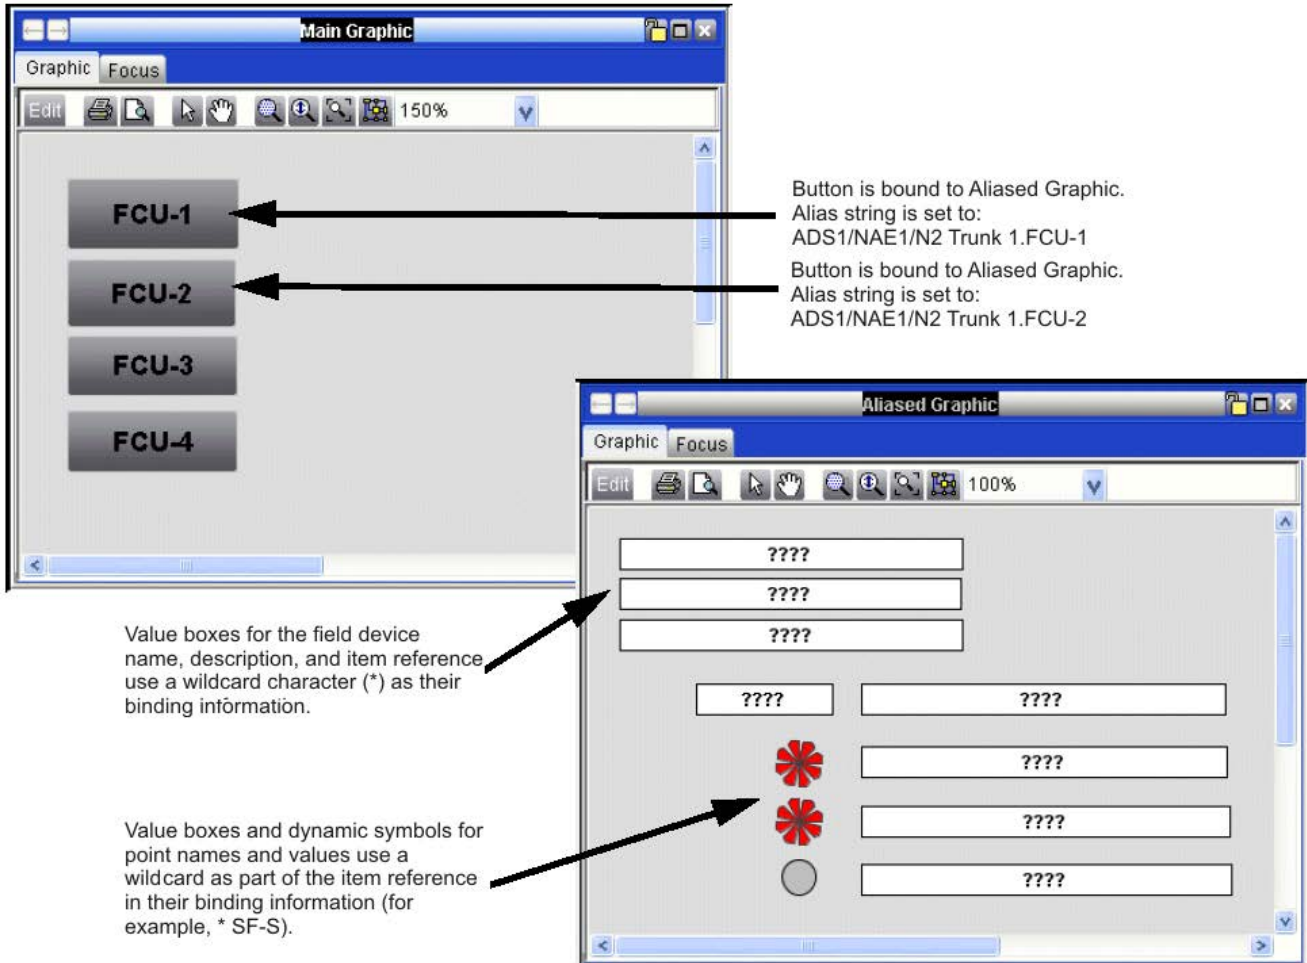 Main Graphic
Graphic Focus
Edit 150%
FCU-1
FCU-2
FCU-3
FCU-4
Button is bound to Aliased Graphic.
Alias string is set to:
ADS1/NAE1/N2 Trunk 1.FCU-1
Button is bound to Aliased Graphic.
Alias string is set to:
ADS1/NAE1/N2 Trunk 1.FCU-2
Aliased Graphic
Graphic Focus
Edit 100%
????
????
????
???? ????
????
????
????
Value boxes for the field device
name, description, and item reference
use a wildcard character (*) as their
binding information.
Value boxes and dynamic symbols for
point names and values use a
wildcard as part of the item reference
in their binding information (for
example, * SF-S).